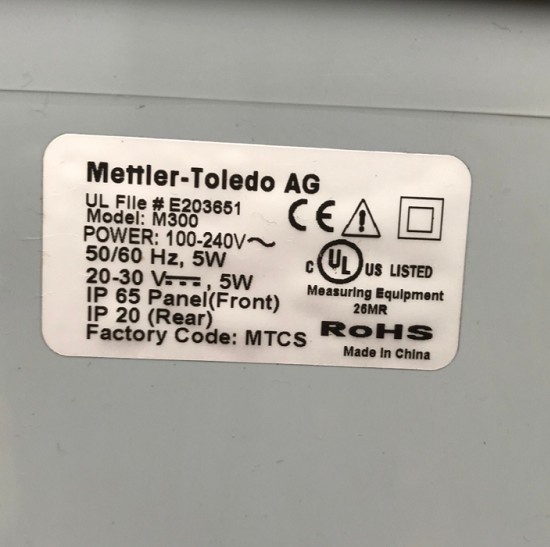 Mettler-Toledo AG
UL File # E203651
Model: M300
POWER: 100-240V~
50/60 Hz, 5W
20-30 V⎓, 5W
IP 65 Panel(Front)
IP 20 (Rear)
Factory Code: MTCS
CE
c UL US LISTED
Measuring Equipment
26MR
RoHS
Made in China